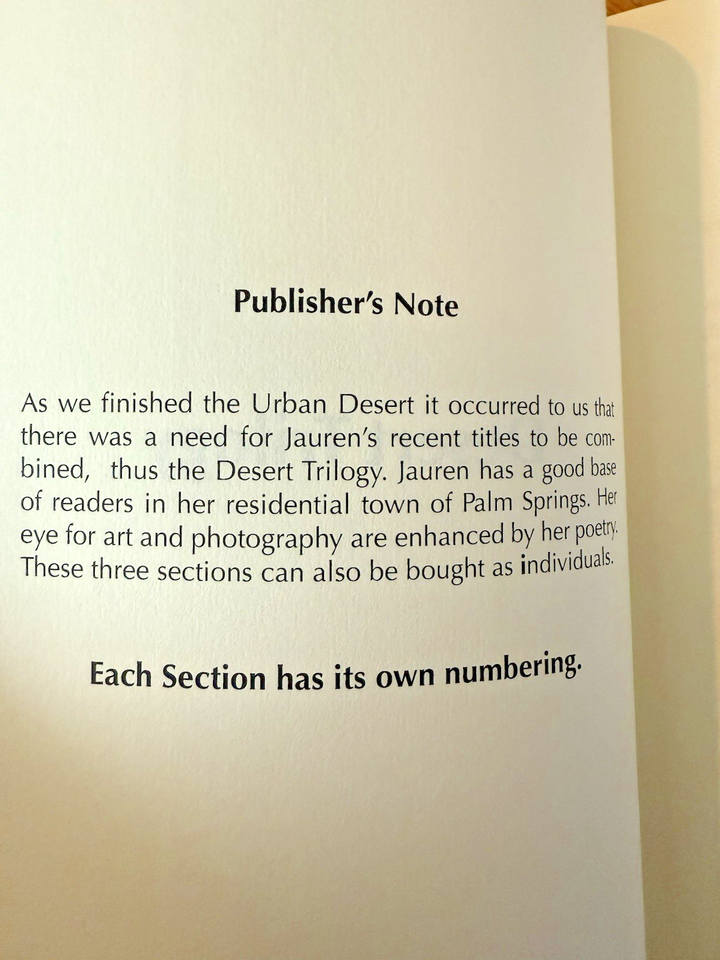 Publisher's Note
As we finished the Urban Desert it occurred to us that
there was a need for Jauren's recent titles to be com-
bined, thus the Desert Trilogy. Jauren has a good base
of readers in her residential town of Palm Springs. Her
eye for art and photography are enhanced by her poetry.
These three sections can also be bought as individuals.
Each Section has its own numbering.